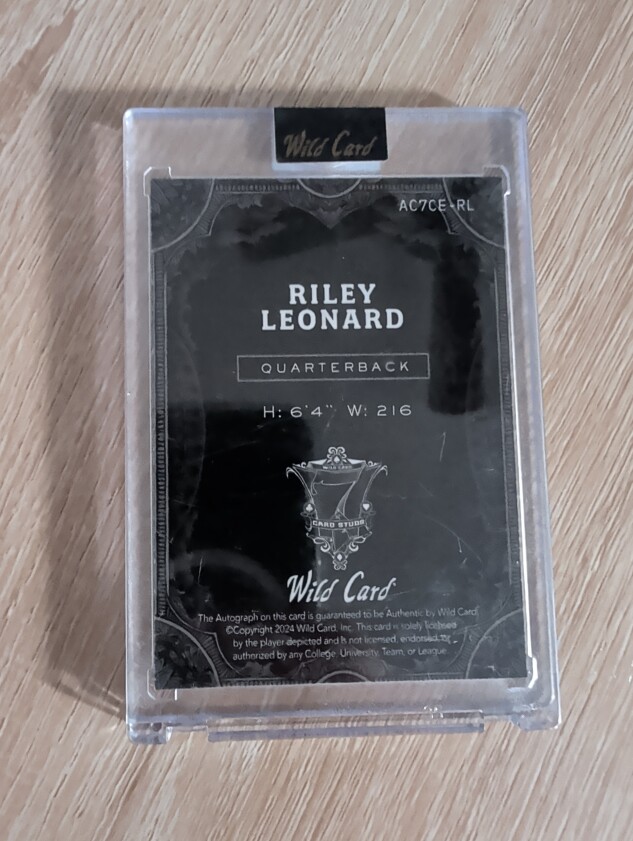 Wild Card
AC7CE-RL
RILEY
LEONARD
QUARTERBACK
H: 6'4" W: 216
WILD CARD
7
CARD STUDS
Wild Card
The Autograph on this card is guaranteed to be Authentic by Wild Card.
©Copyright 2024 Wild Card, Inc. This card is solely licensed
by the player depicted and Is not licensed, endorsed, or
authorized by any College, University, Team, or League.